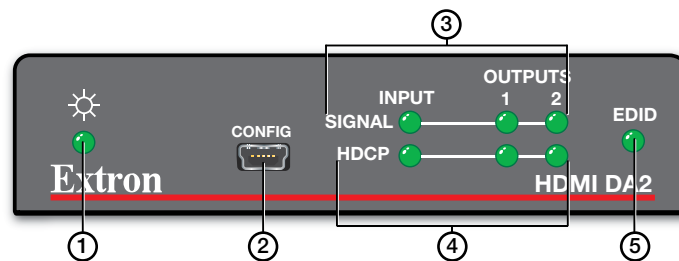 3
OUTPUTS
INPUT 1 2
CONFIG
SIGNAL
EDID
HDCP
Extron
HDMI DA2
1 2 4 5